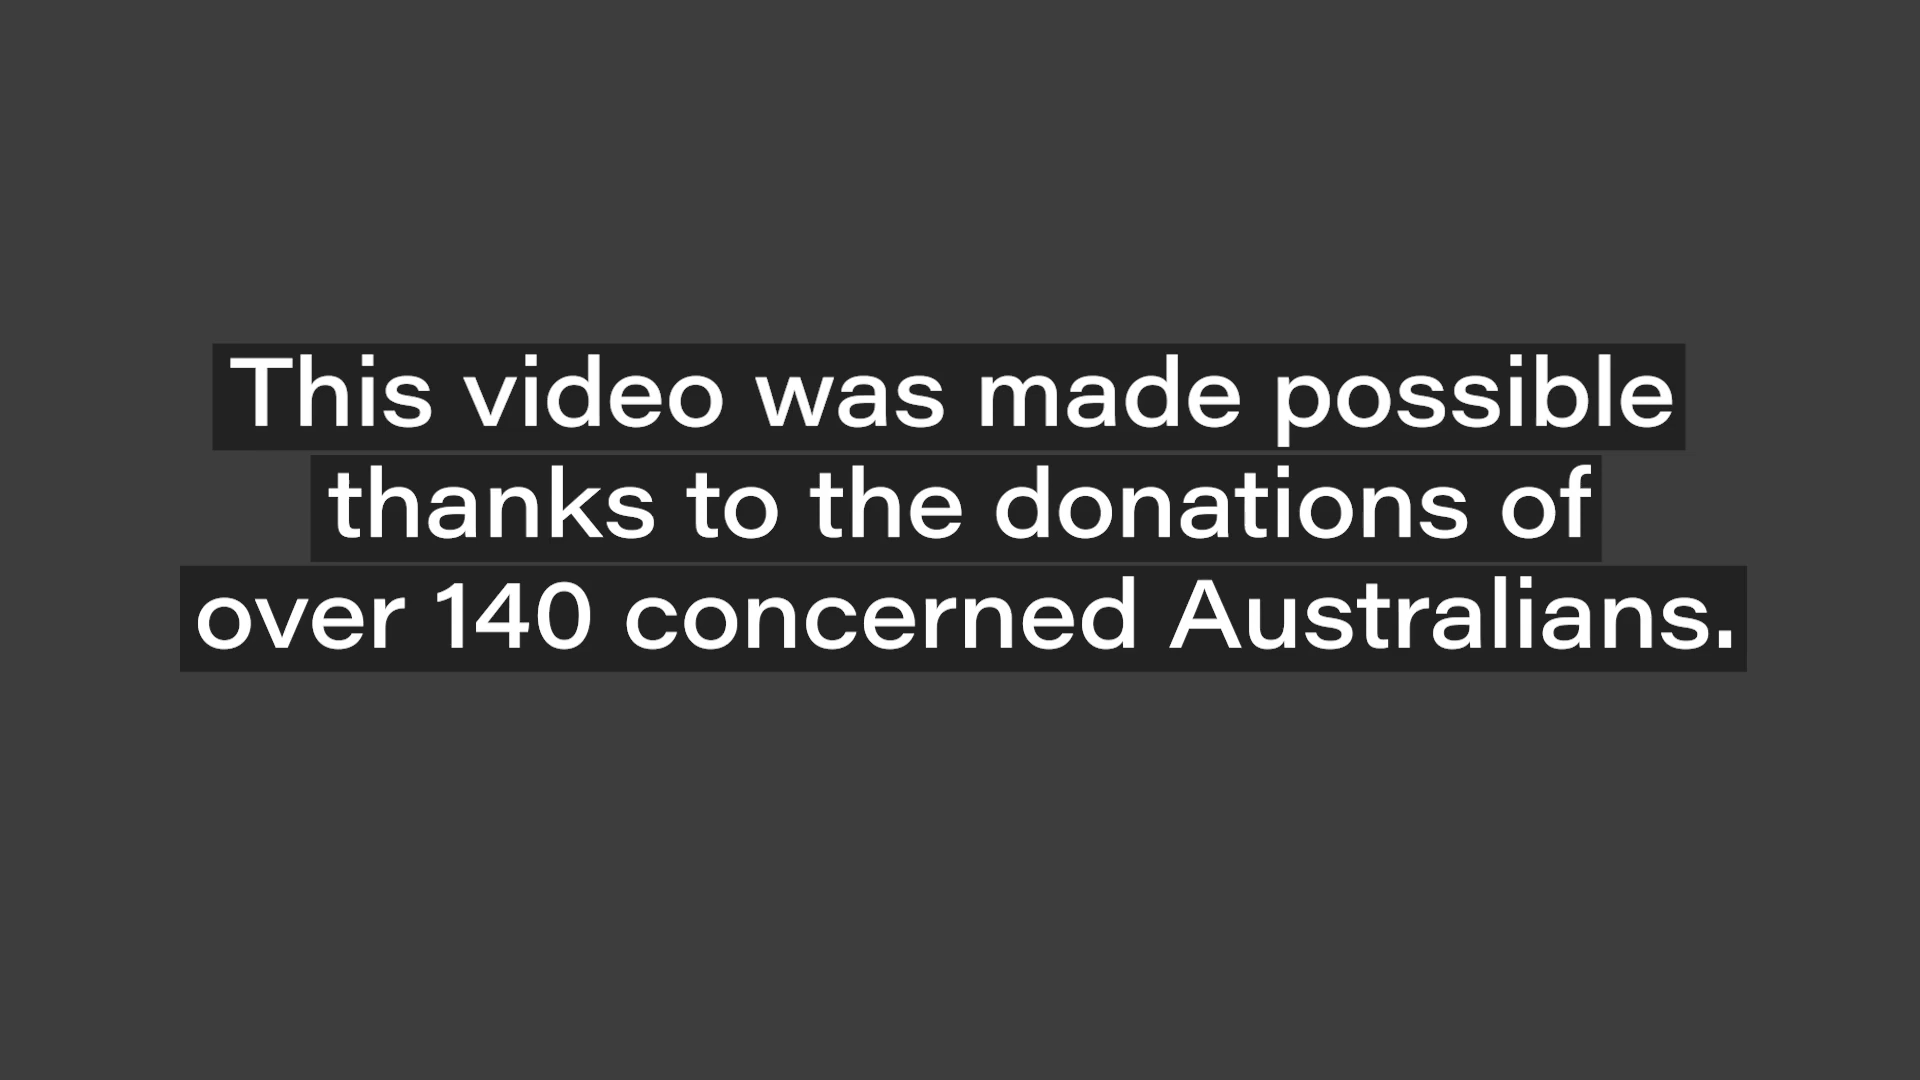 This video was made possible
thanks to the donations of
over 140 concerned Australians.